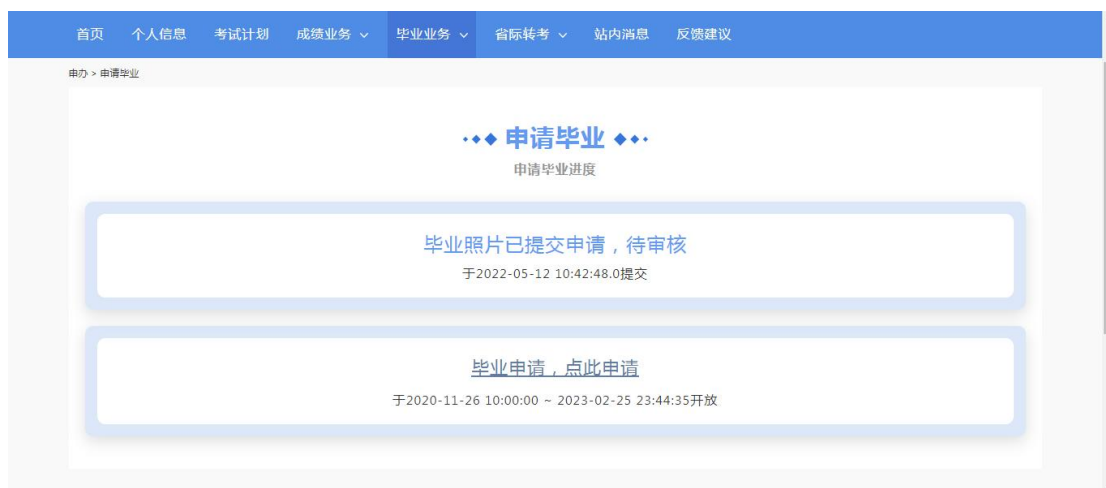 首页 个人信息 考试计划 成绩业务 毕业业务 省际转考 站内消息 反馈建议
申办 > 申请毕业
申请毕业
申请毕业进度
毕业照片已提交申请，待审核
于2022-05-12 10:42:48.0提交
毕业申请，点此申请
于2020-11-26 10:00:00 ~ 2023-02-25 23:44:35开放